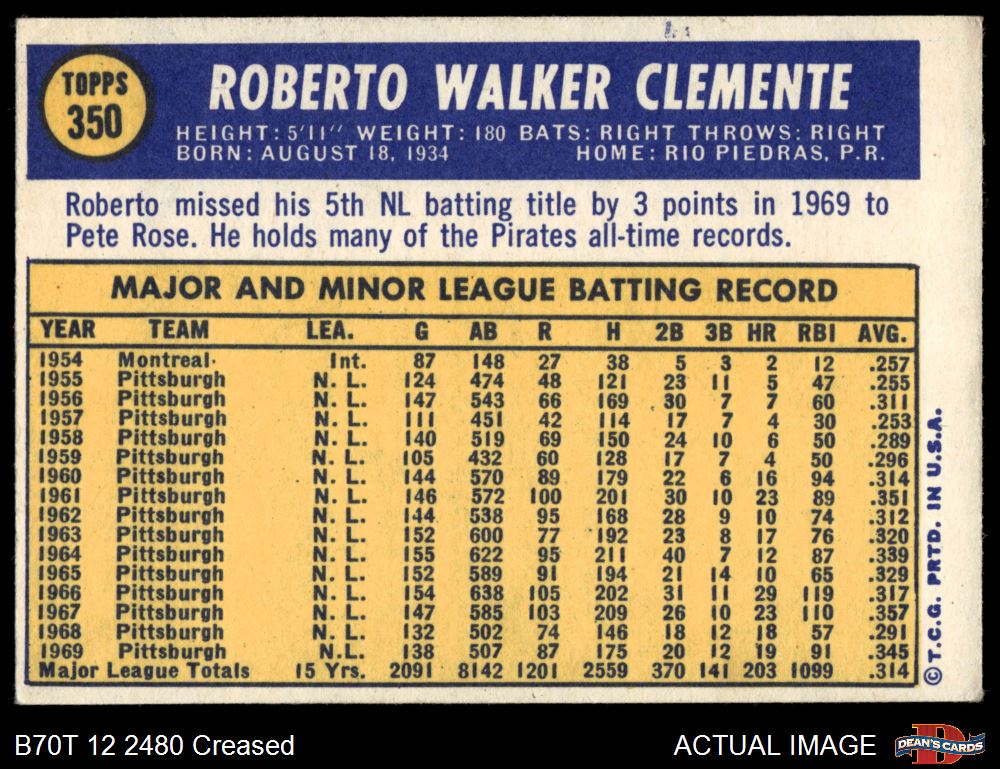 TOPPS
350
ROBERTO WALKER CLEMENTE
HEIGHT: 5'11" WEIGHT: 180 BATS: RIGHT THROWS: RIGHT
BORN: AUGUST 18, 1934 HOME: RIO PIEDRAS, P.R.
Roberto missed his 5th NL batting title by 3 points in 1969 to
Pete Rose. He holds many of the Pirates all-time records.
MAJOR AND MINOR LEAGUE BATTING RECORD
YEAR TEAM LEA. G AB R H 2B 3B HR RBI AVG.
1954 Montreal Int. 87 148 27 38 5 3 2 12 .257
1955 Pittsburgh N. L. 124 474 48 121 23 11 5 47 .255
1956 Pittsburgh N. L. 147 543 66 169 30 7 7 60 .311
1957 Pittsburgh N. L. 111 451 42 114 17 7 4 30 .253
1958 Pittsburgh N. L. 140 519 69 150 24 10 6 50 .289
1959 Pittsburgh N. L. 105 432 60 128 17 7 4 50 .296
1960 Pittsburgh N. L. 144 570 89 179 22 6 16 94 .314
1961 Pittsburgh N. L. 146 572 100 201 30 10 23 89 .351
1962 Pittsburgh N. L. 144 538 95 168 28 9 10 74 .312
1963 Pittsburgh N. L. 152 600 77 192 23 8 17 76 .320
1964 Pittsburgh N. L. 155 622 95 211 40 7 12 87 .339
1965 Pittsburgh N. L. 152 589 91 194 21 14 10 65 .329
1966 Pittsburgh N. L. 154 638 105 202 31 11 29 119 .317
1967 Pittsburgh N. L. 147 585 103 209 26 10 23 110 .357
1968 Pittsburgh N. L. 132 502 74 146 18 12 18 57 .291
1969 Pittsburgh N.L. 138 507 87 175 20 12 19 91 .345
Major League Totals 15 Yrs. 2091 8142 1201 2559 370 141 203 1099 .314
© T.C.G. PRTD. IN U.S.A.
B70T 12 2480 Creased
ACTUAL IMAGE
D
DEAN'S CARDS